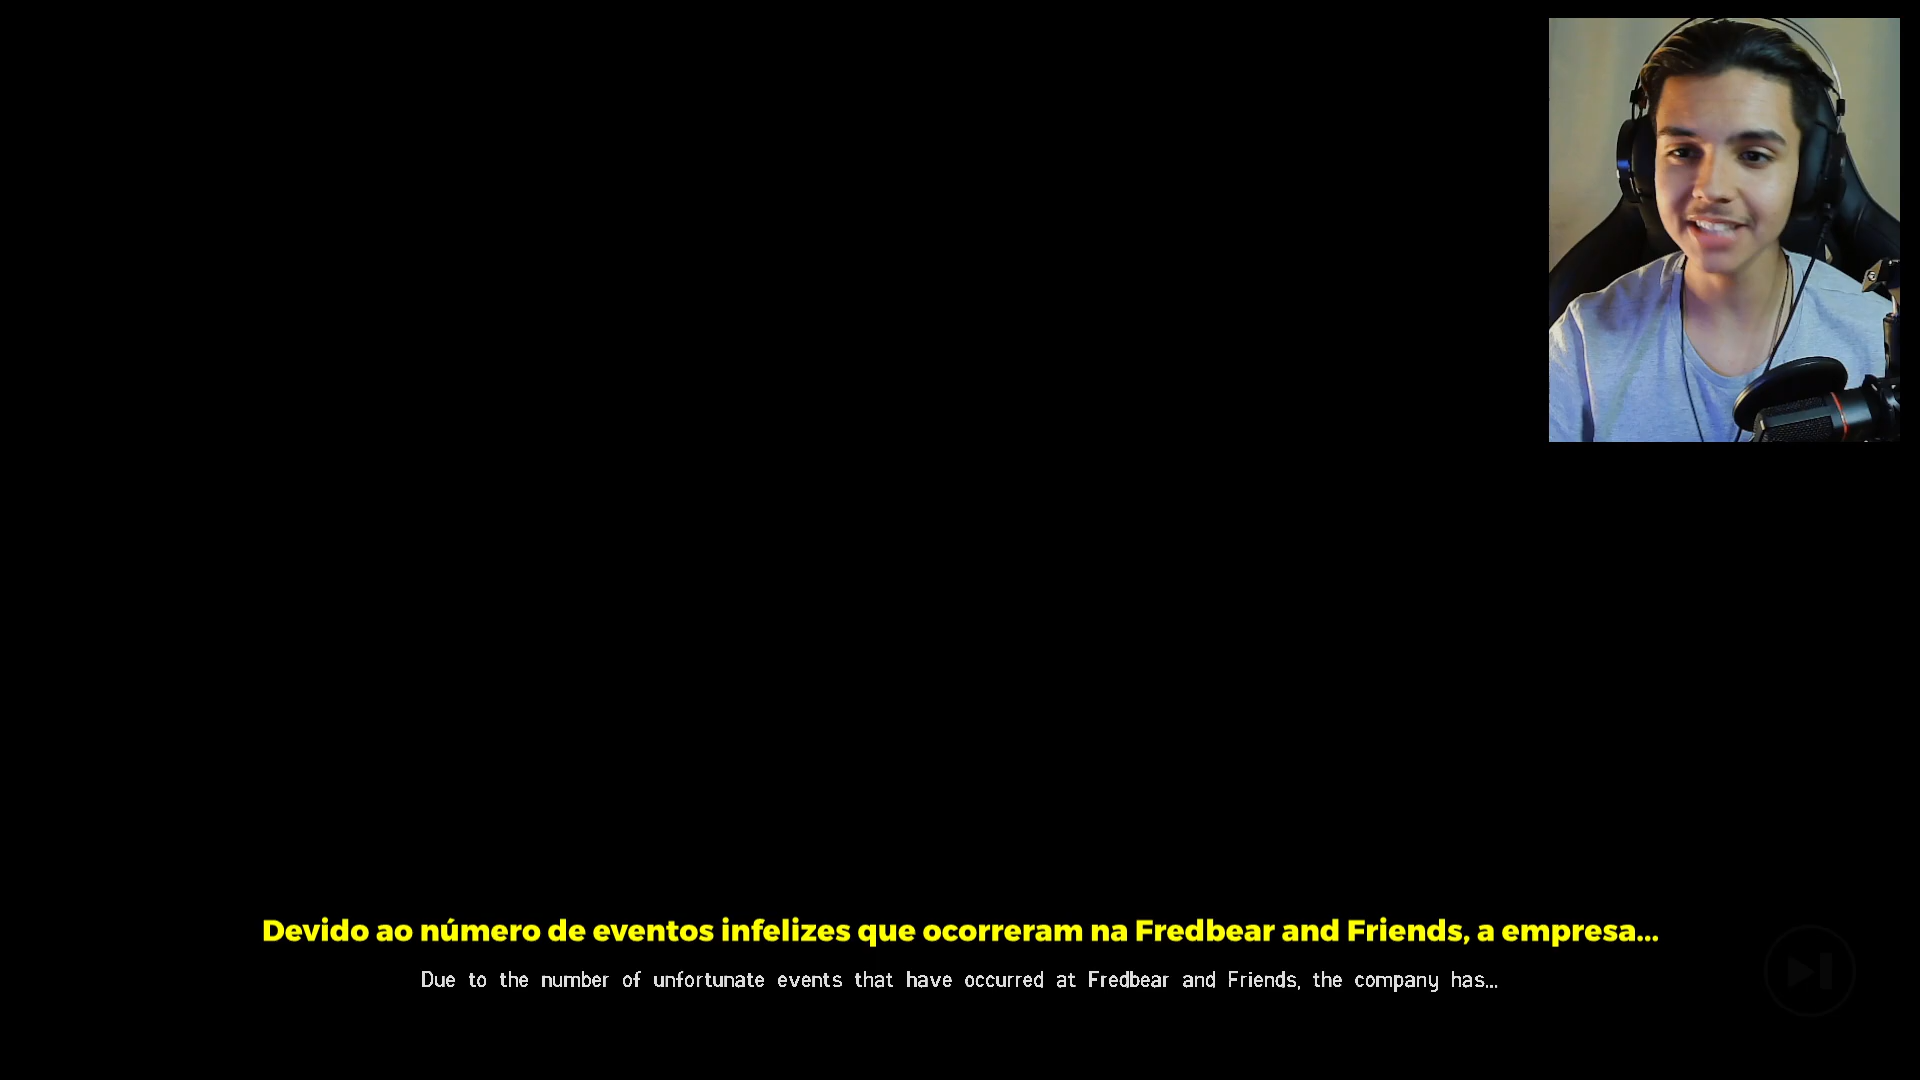 Devido ao número de eventos infelizes que ocorreram na Fredbear and Friends, a empresa...
Due to the number of unfortunate events that have occurred at Fredbear and Friends, the company has...